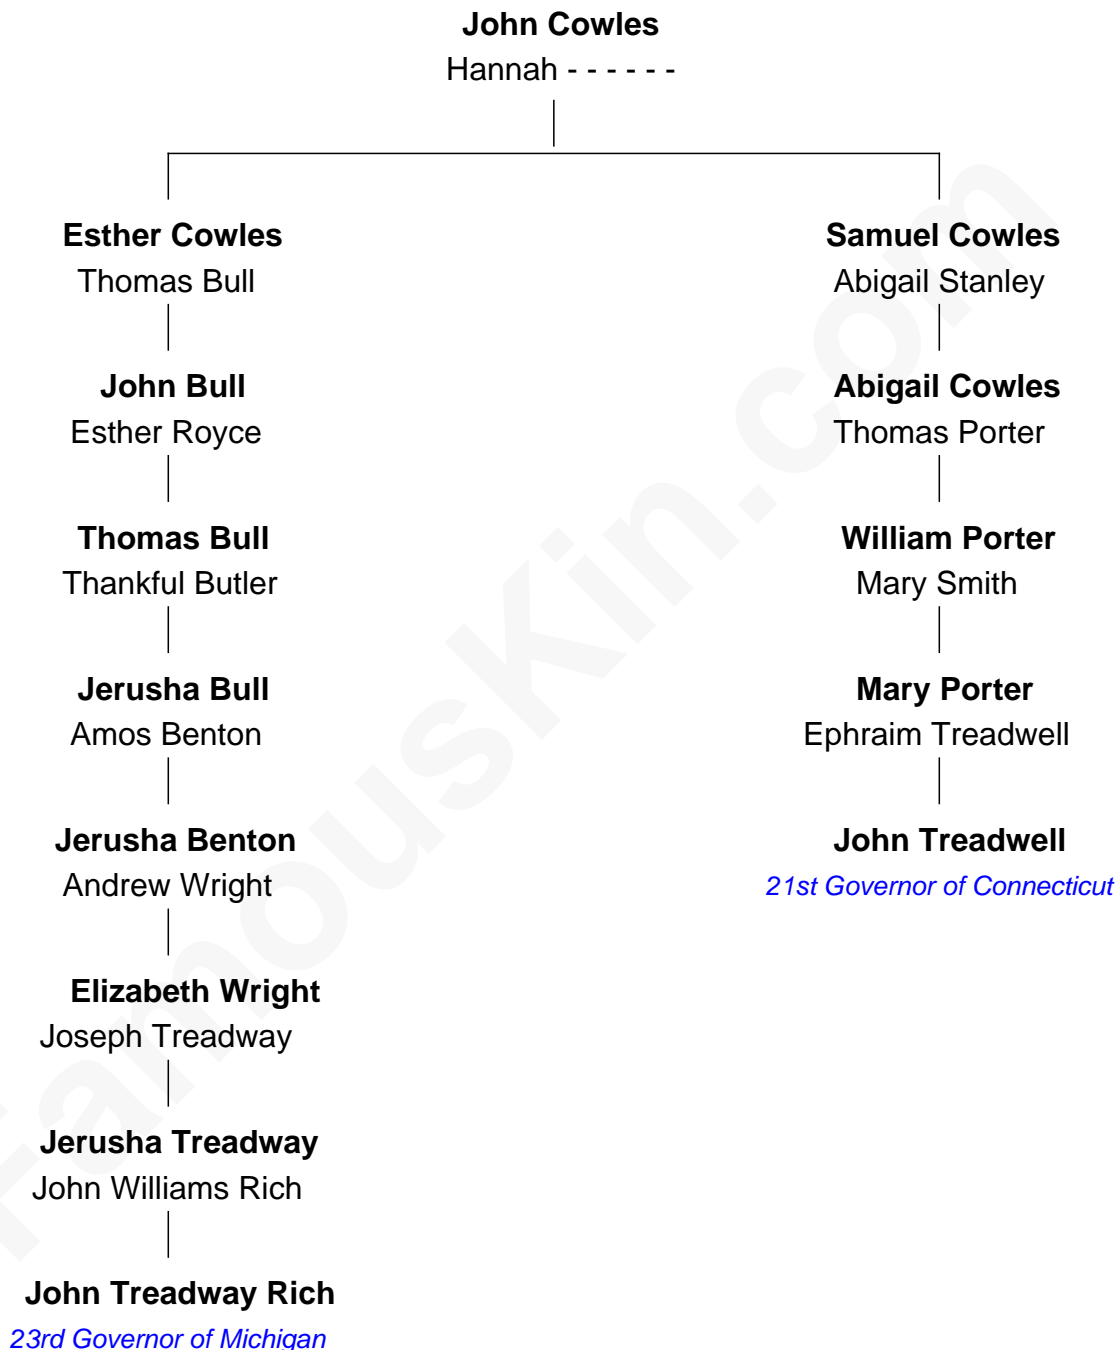 John Cowles
Hannah - - - - - -
Esther Cowles
Thomas Bull
John Bull
Esther Royce
Thomas Bull
Thankful Butler
Jerusha Bull
Amos Benton
Jerusha Benton
Andrew Wright
Elizabeth Wright
Joseph Treadway
Jerusha Treadway
John Williams Rich
John Treadway Rich
23rd Governor of Michigan
Samuel Cowles
Abigail Stanley
Abigail Cowles
Thomas Porter
William Porter
Mary Smith
Mary Porter
Ephraim Treadwell
John Treadwell
21st Governor of Connecticut
FamousKin.com